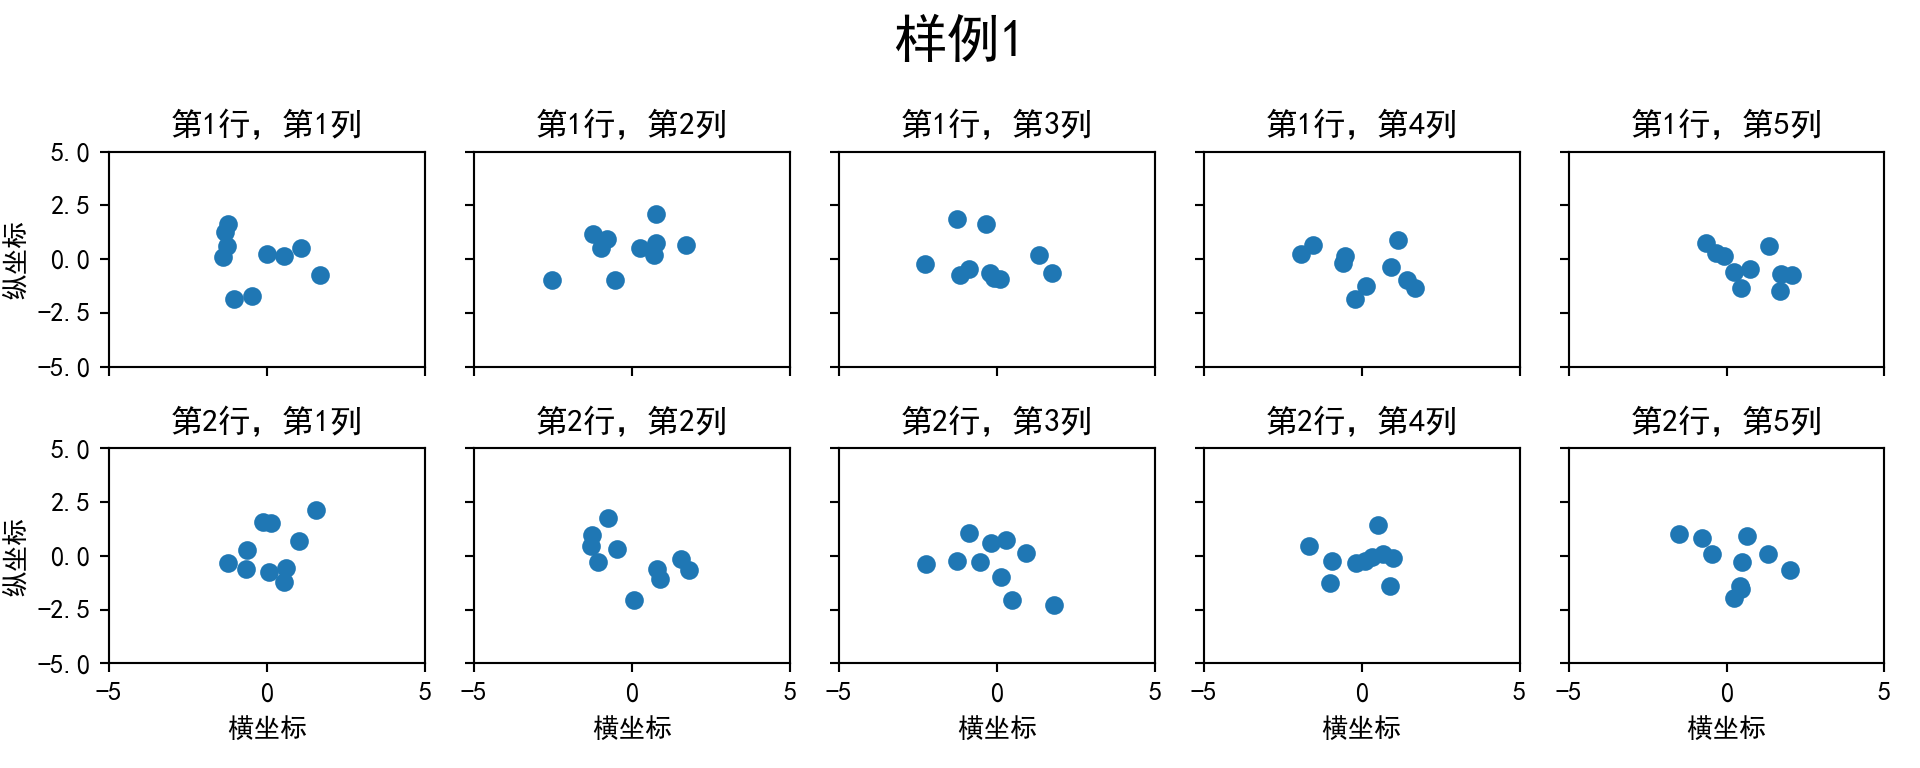 样例1
第1行，第1列
第1行，第2列
第1行，第3列
第1行，第4列
第1行，第5列
纵坐标
5.0
2.5
0.0
−2.5
−5.0
第2行，第1列
第2行，第2列
第2行，第3列
第2行，第4列
第2行，第5列
纵坐标
5.0
2.5
0.0
−2.5
−5.0
−5 0 5
−5 0 5
−5 0 5
−5 0 5
−5 0 5
横坐标
横坐标
横坐标
横坐标
横坐标